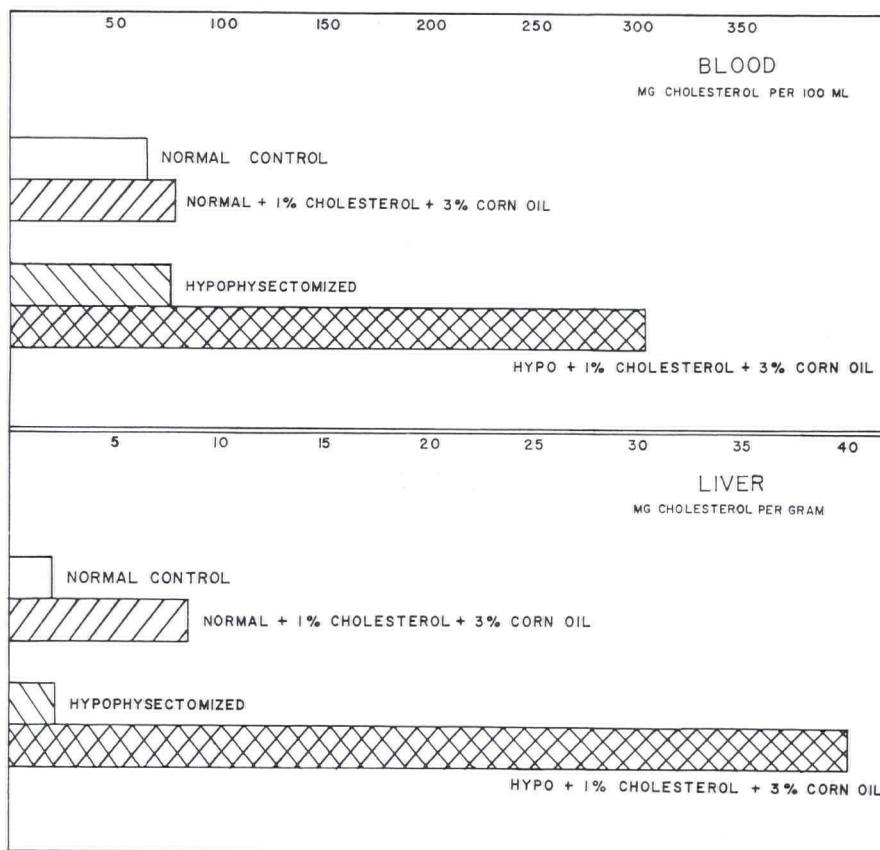 50 100 150 200 250 300 350
BLOOD
MG CHOLESTEROL PER 100 ML
NORMAL CONTROL
NORMAL + 1% CHOLESTEROL + 3% CORN OIL
HYPOPHYSECTOMIZED
HYPO + 1% CHOLESTEROL + 3% CORN OIL
5 10 15 20 25 30 35 40
LIVER
MG CHOLESTEROL PER GRAM
NORMAL CONTROL
NORMAL + 1% CHOLESTEROL + 3% CORN OIL
HYPOPHYSECTOMIZED
HYPO + 1% CHOLESTEROL + 3% CORN OIL